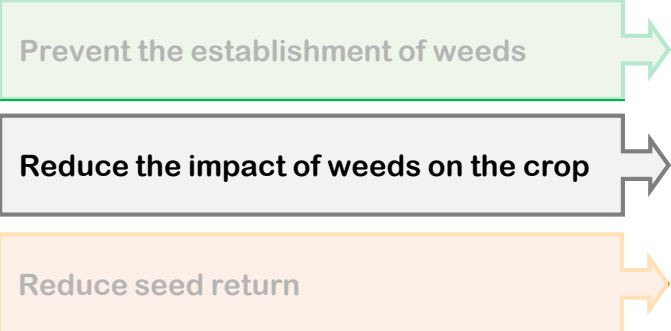 Prevent the establishment of weeds
Reduce the impact of weeds on the crop
Reduce seed return